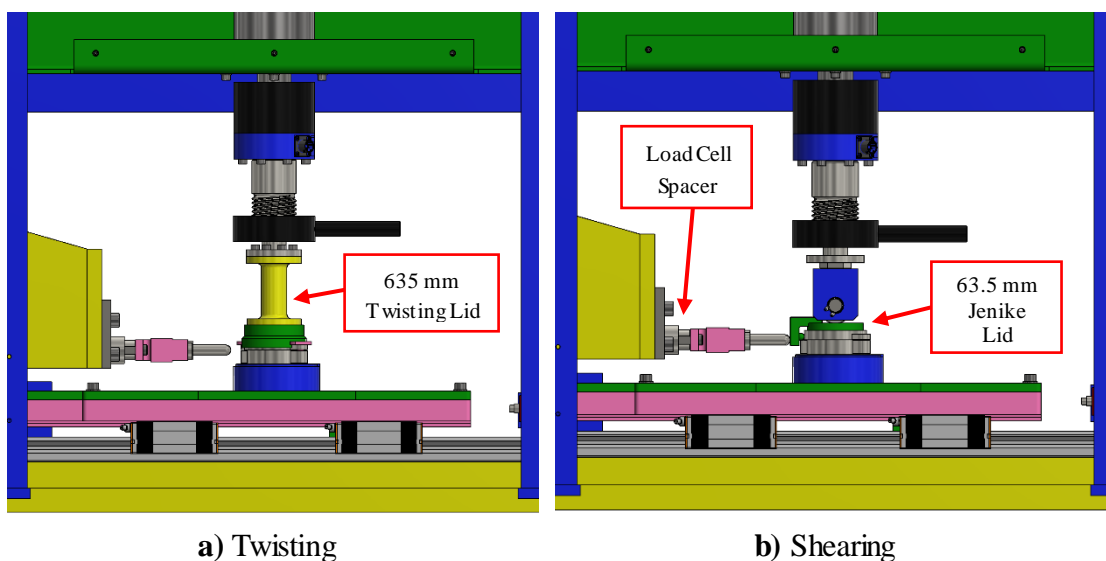 635 mm
Twisting Lid
Load Cell
Spacer
63.5 mm
Jenike
Lid
a) Twisting
b) Shearing